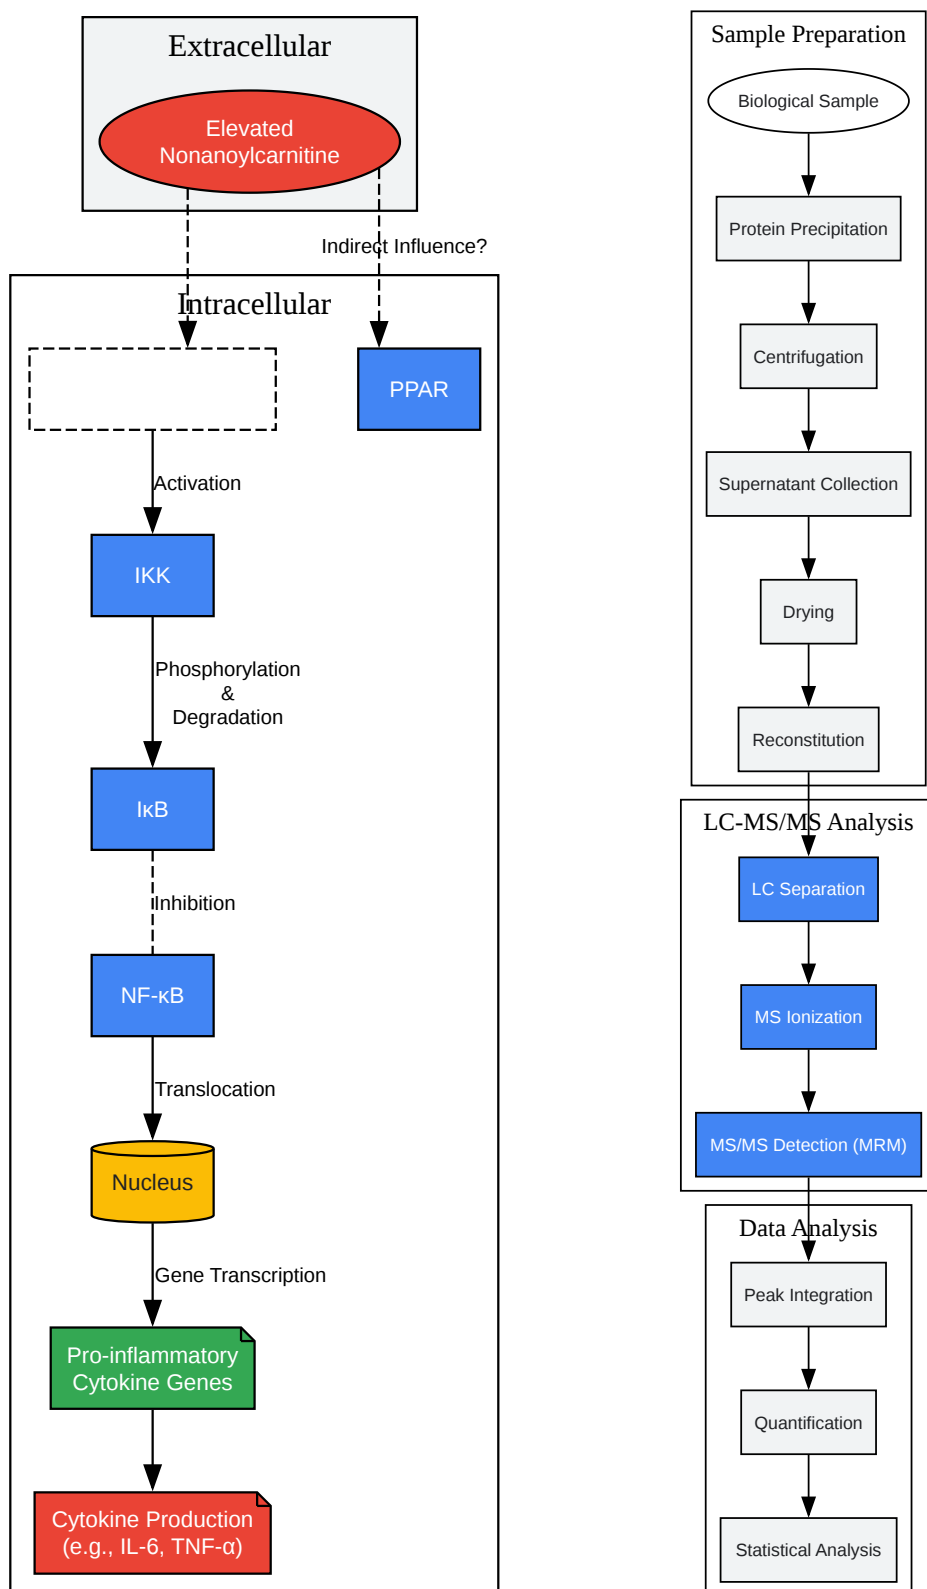 Extracellular
Elevated
Nonanoylcarnitine
Indirect Influence?
Intracellular
PPAR
Activation
IKK
Phosphorylation
&
Degradation
IκB
Inhibition
NF-κB
Translocation
Nucleus
Gene Transcription
Pro-inflammatory
Cytokine Genes
Cytokine Production
(e.g., IL-6, TNF-α)
Sample Preparation
Biological Sample
Protein Precipitation
Centrifugation
Supernatant Collection
Drying
Reconstitution
LC-MS/MS Analysis
LC Separation
MS Ionization
MS/MS Detection (MRM)
Data Analysis
Peak Integration
Quantification
Statistical Analysis